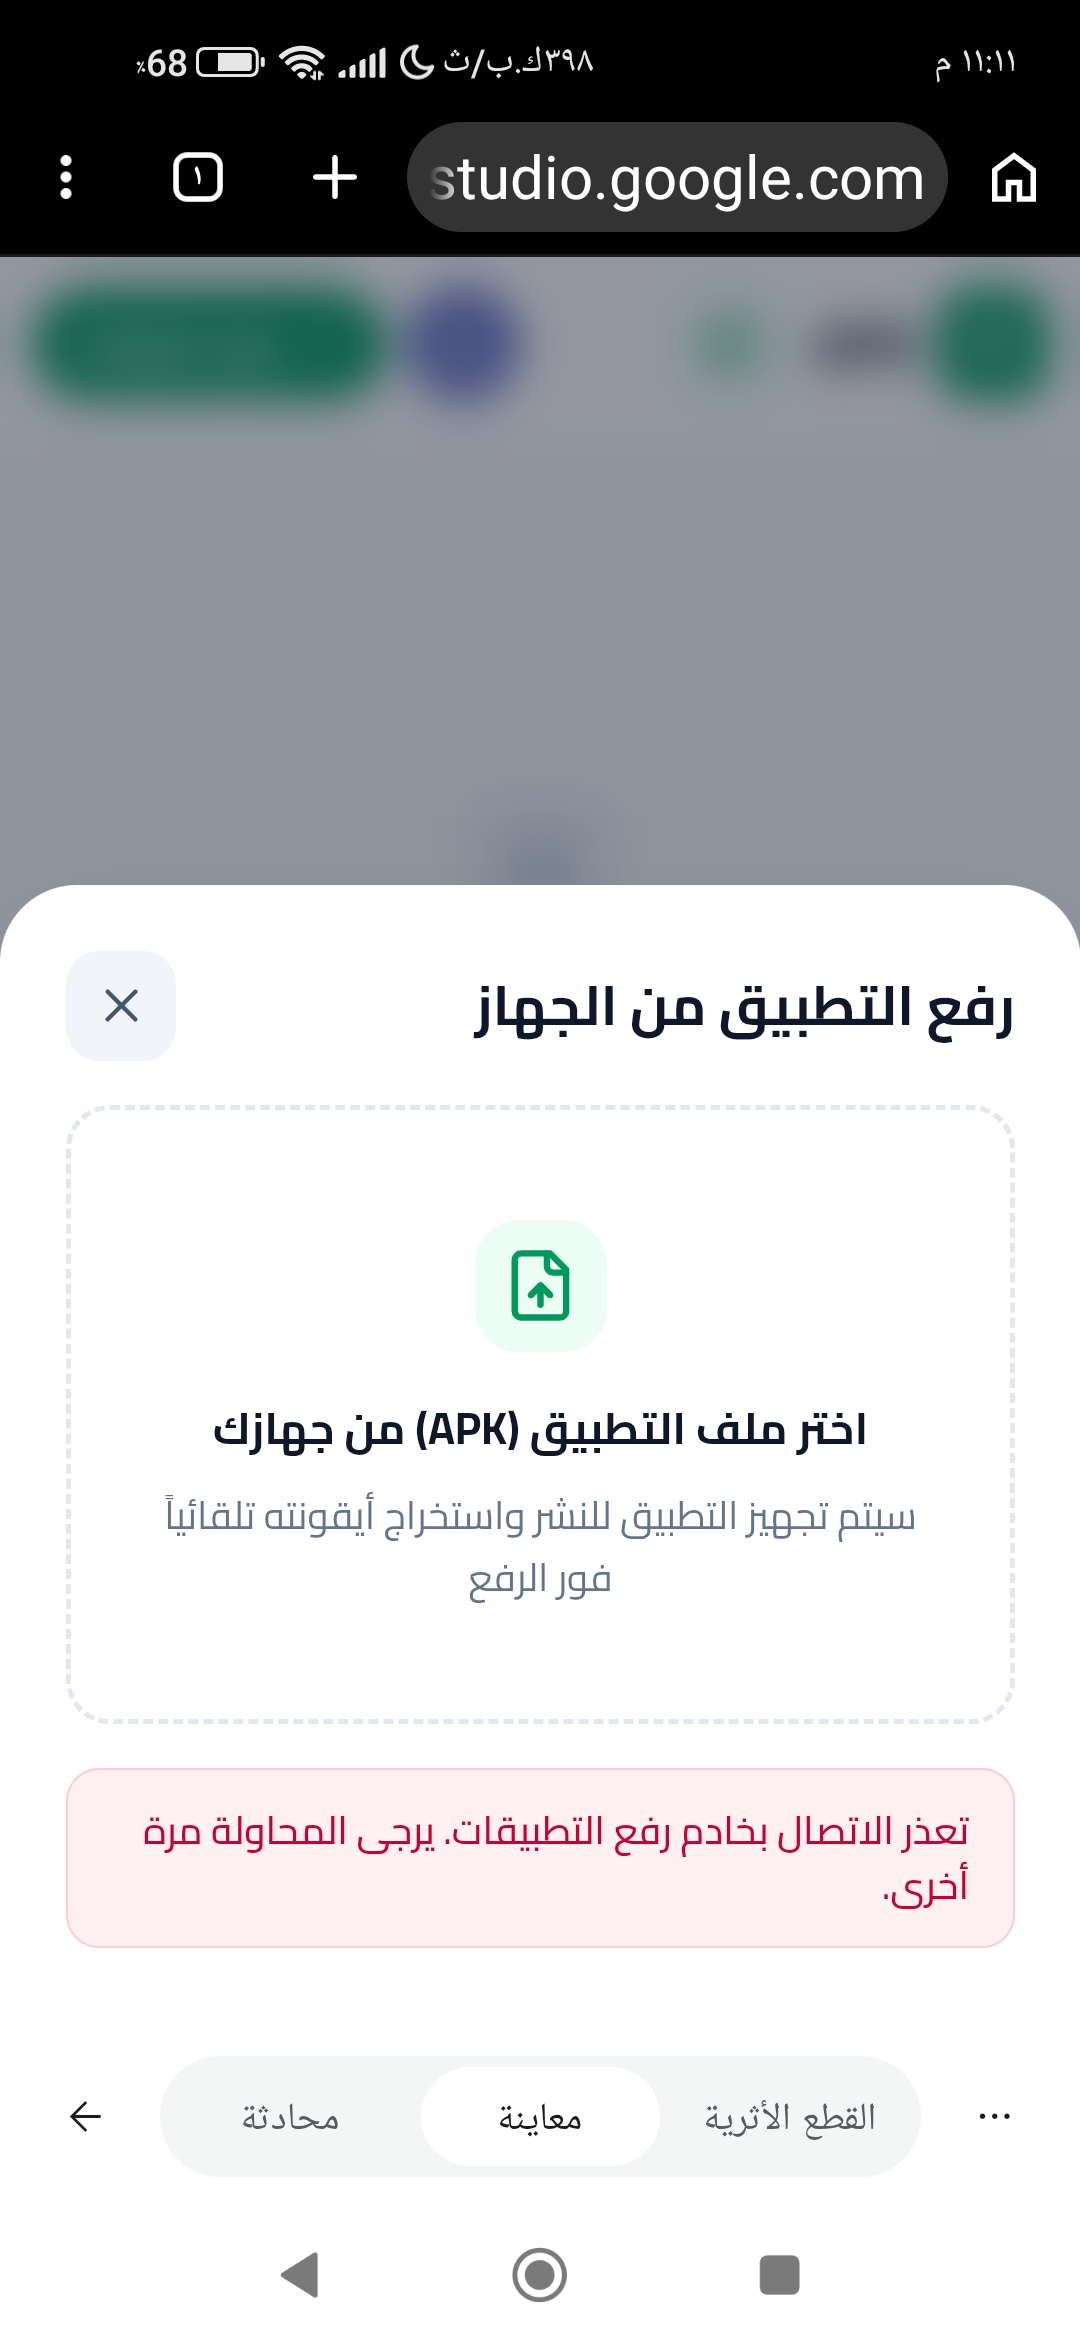 ١١:١١ م
٣٩٨ك.ب/ث
68٪
studio.google.com
١
رفع التطبيق من الجهاز
اختر ملف التطبيق (APK) من جهازك
سيتم تجهيز التطبيق للنشر واستخراج أيقونته تلقائياً
فور الرفع
تعذر الاتصال بخادم رفع التطبيقات. يرجى المحاولة مرة
أخرى.
القطع الأثرية
معاينة
محادثة